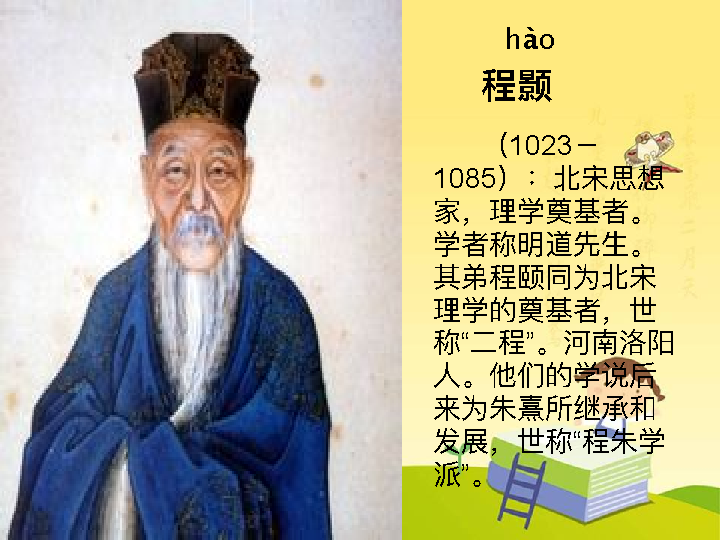 hào
程颢
（1023－
1085）：北宋思想
家，理学奠基者。
学者称明道先生。
其弟程颐同为北宋
理学的奠基者，世
称“二程”。河南洛阳
人。他们的学说后
来为朱熹所继承和
发展，世称“程朱学
派”。
二月天